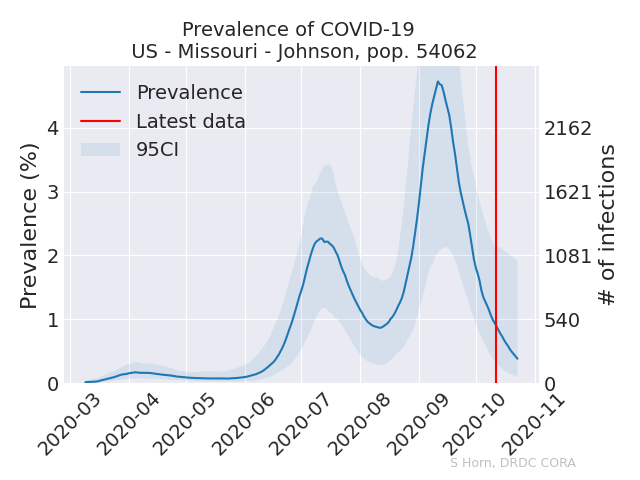 Prevalence of COVID-19
US - Missouri - Johnson, pop. 54062
Prevalence
Latest data
95CI
Prevalence (%)
4
3
2
1
0
2162
1621
1081
540
0
# of infections
2020-03
2020-04
2020-05
2020-06
2020-07
2020-08
2020-09
2020-10
2020-11
S Horn, DRDC CORA